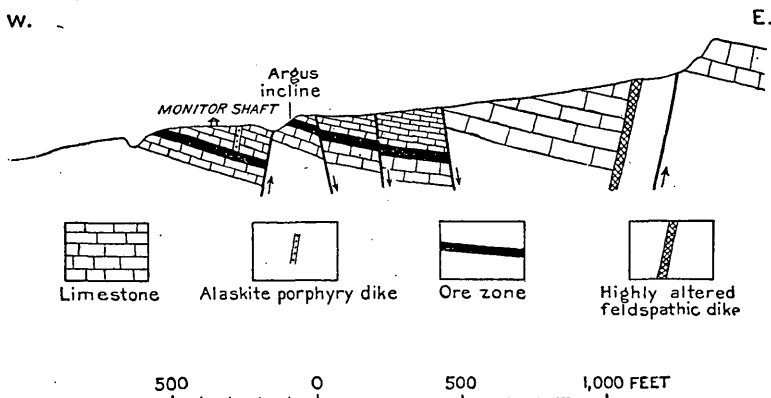 W. E.
Argus
incline
MONITOR SHAFT
Limestone
Alaskite porphyry dike
Ore zone
Highly altered
feldspathic dike
500 0 500 1,000 FEET